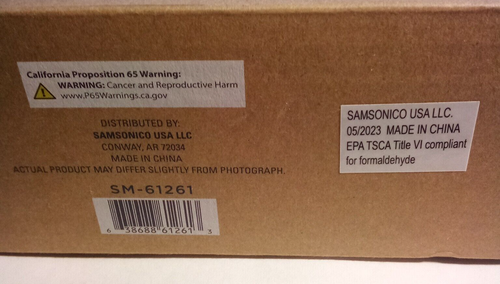 California Proposition 65 Warning:
WARNING: Cancer and Reproductive Harm
www.P65Warnings.ca.gov
DISTRIBUTED BY:
SAMSONICO USA LLC
CONWAY, AR 72034
MADE IN CHINA
ACTUAL PRODUCT MAY DIFFER SLIGHTLY FROM PHOTOGRAPH.
SM-61261
6 38688 61261 3
SAMSONICO USA LLC.
05/2023 MADE IN CHINA
EPA TSCA Title VI compliant
for formaldehyde